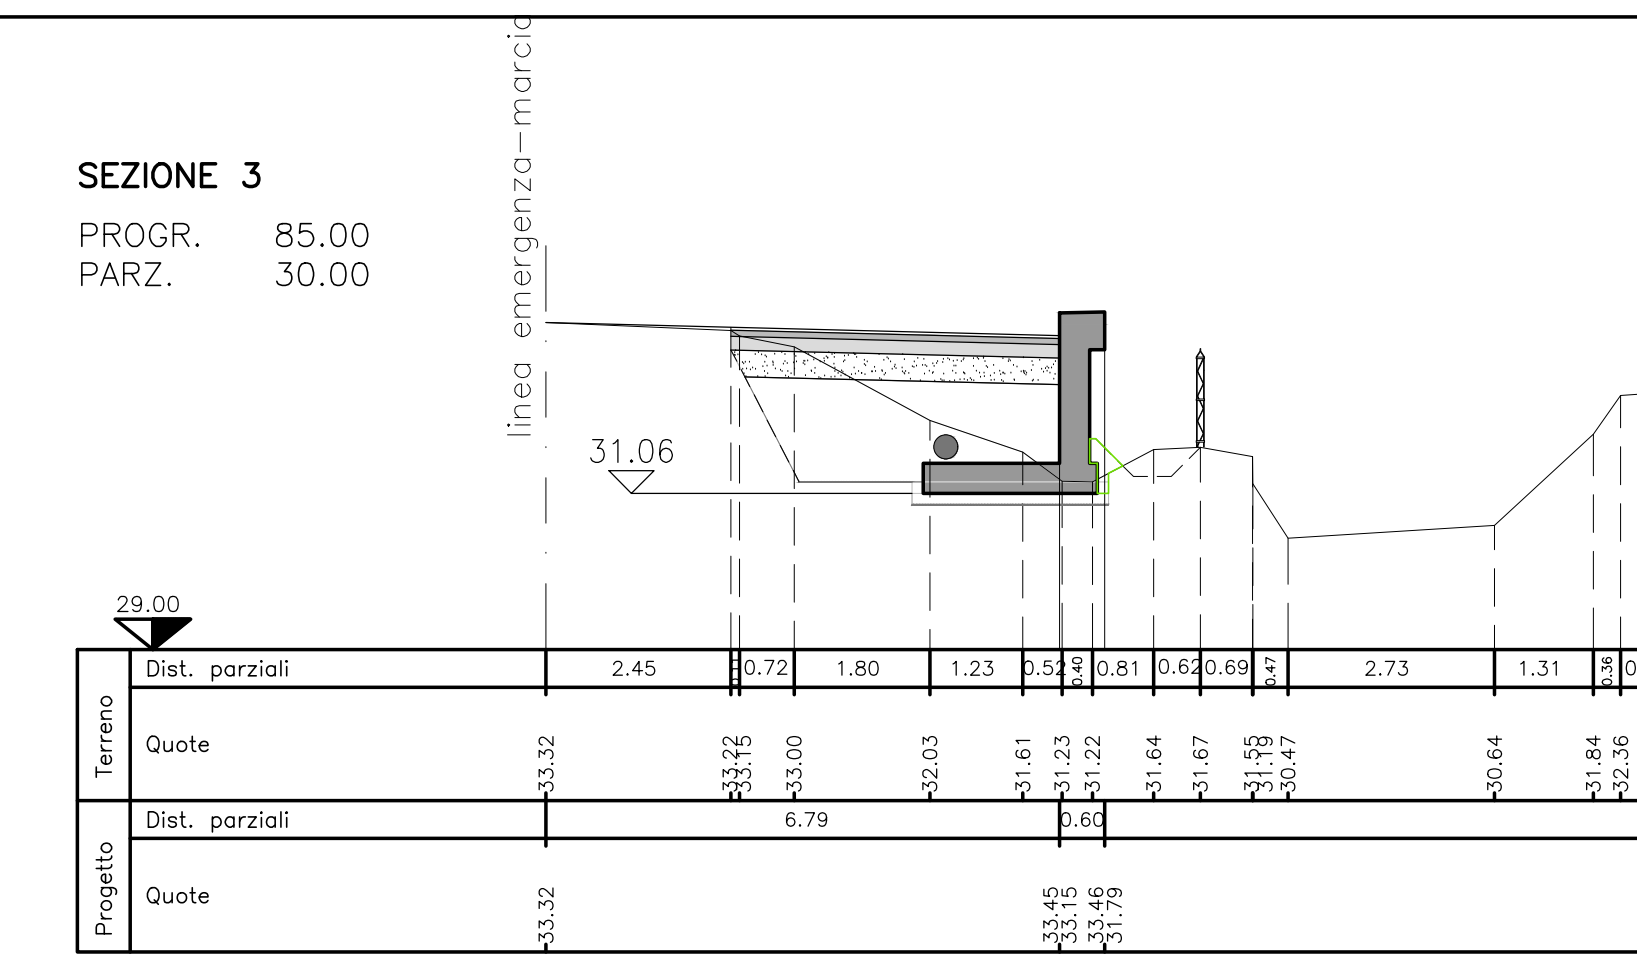 linea emergenza-marcia
SEZIONE 3
PROGR. 85.00
PARZ. 30.00
31.06
29.00
Terreno
Dist. parziali 2.45 0.72 1.80 1.23 0.52 0.40 0.81 0.62 0.69 0.47 2.73 1.31 0.36
Quote 33.32 33.22 33.15 33.00 32.03 31.61 31.23 31.22 31.64 31.67 31.55 31.19 30.47 30.64 31.84 32.36
Progetto
Dist. parziali 6.79 0.60
Quote 33.32 33.45 33.15 33.46 31.79